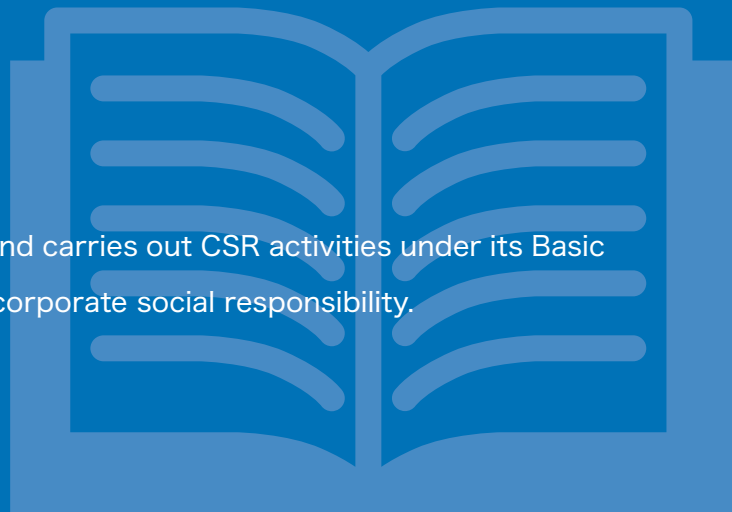 nd carries out CSR activities under its Basic
corporate social responsibility.